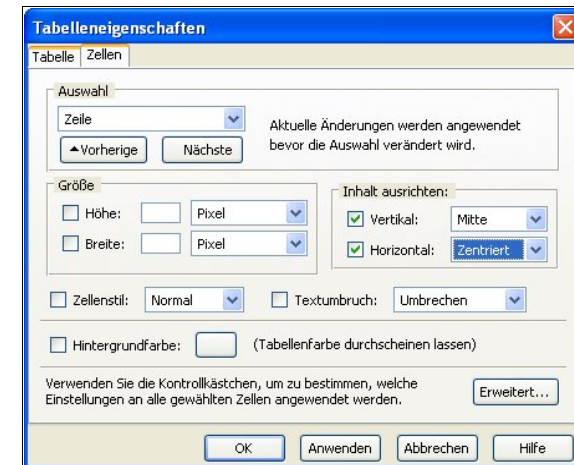 Tabelleneigenschaften
Tabelle Zellen
Auswahl
Zeile
Vorherige Nächste
Aktuelle Änderungen werden angewendet
bevor die Auswahl verändert wird.
Größe
Höhe: Pixel
Breite: Pixel
Inhalt ausrichten:
Vertikal: Mitte
Horizontal: Zentriert
Zellenstil: Normal Textumbruch: Umbrechen
Hintergrundfarbe: (Tabellenfarbe durchscheinen lassen)
Verwenden Sie die Kontrollkästchen, um zu bestimmen, welche
Einstellungen an alle gewählten Zellen angewendet werden.
Erweitert...
OK Anwenden Abbrechen Hilfe